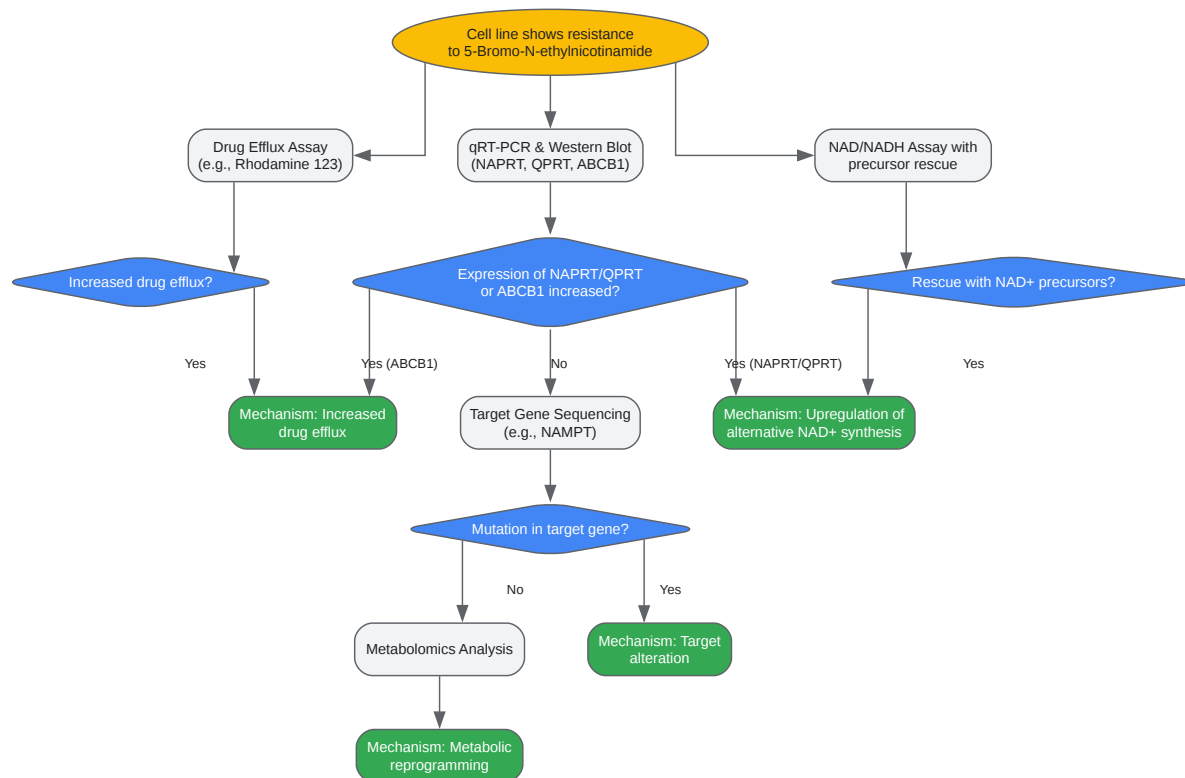 Cell line shows resistance
to 5-Bromo-N-ethylnicotinamide
Drug Efflux Assay
(e.g., Rhodamine 123)
qRT-PCR & Western Blot
(NAPRT, QPRT, ABCB1)
NAD/NADH Assay with
precursor rescue
Increased drug efflux?
Expression of NAPRT/QPRT
or ABCB1 increased?
Rescue with NAD+ precursors?
Yes
Yes (ABCB1)
No
Yes (NAPRT/QPRT)
Yes
Mechanism: Increased
drug efflux
Target Gene Sequencing
(e.g., NAMPT)
Mechanism: Upregulation of
alternative NAD+ synthesis
Mutation in target gene?
No
Yes
Metabolomics Analysis
Mechanism: Target
alteration
Mechanism: Metabolic
reprogramming